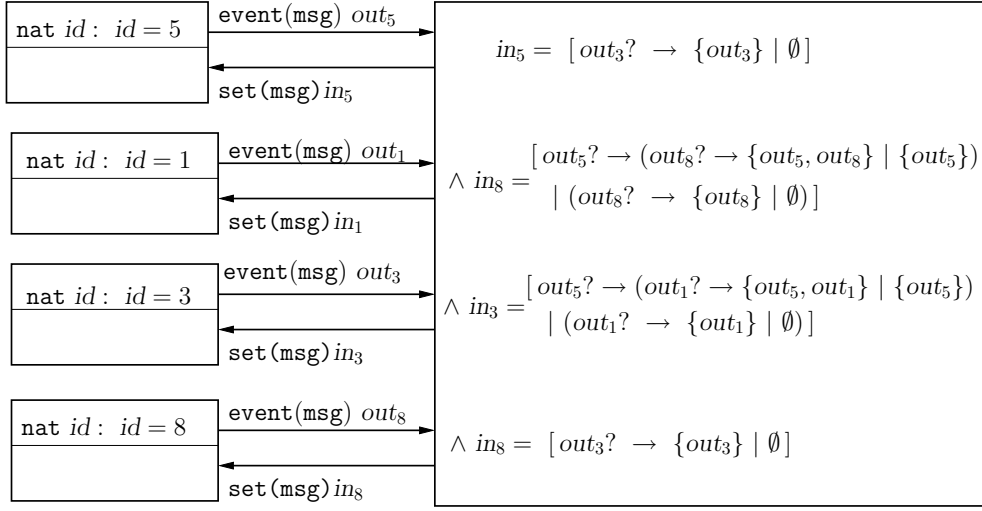 nat id : id = 5
event(msg) out₅
set(msg)in₅
in₅ = [ out₃? → {out₃} | ∅ ]
nat id : id = 1
event(msg) out₁
set(msg)in₁
∧ in₈ = [ out₅? → (out₈? → {out₅, out₈} | {out₅})
| (out₈? → {out₈} | ∅) ]
nat id : id = 3
event(msg) out₃
set(msg)in₃
∧ in₃ = [ out₅? → (out₁? → {out₅, out₁} | {out₅})
| (out₁? → {out₁} | ∅) ]
nat id : id = 8
event(msg) out₈
set(msg)in₈
∧ in₈ = [ out₃? → {out₃} | ∅ ]